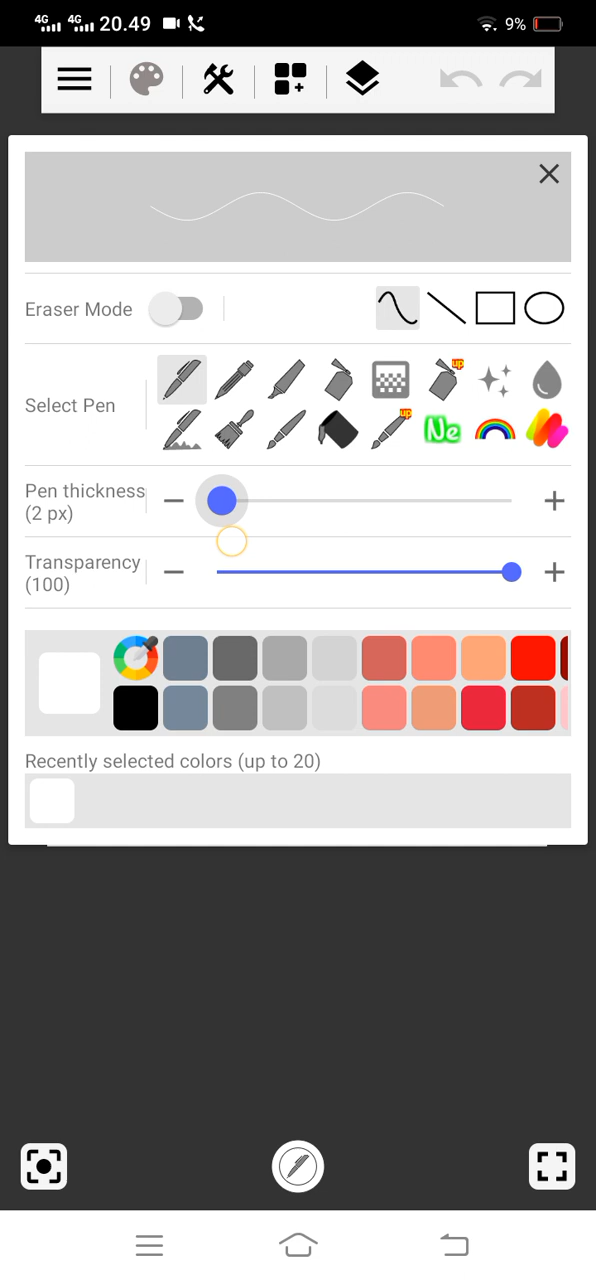 4G 4G 20.49 9%
Eraser Mode
up
Select Pen
up
Ne
Pen thickness
(2 px)
Transparency
(100)
Recently selected colors (up to 20)